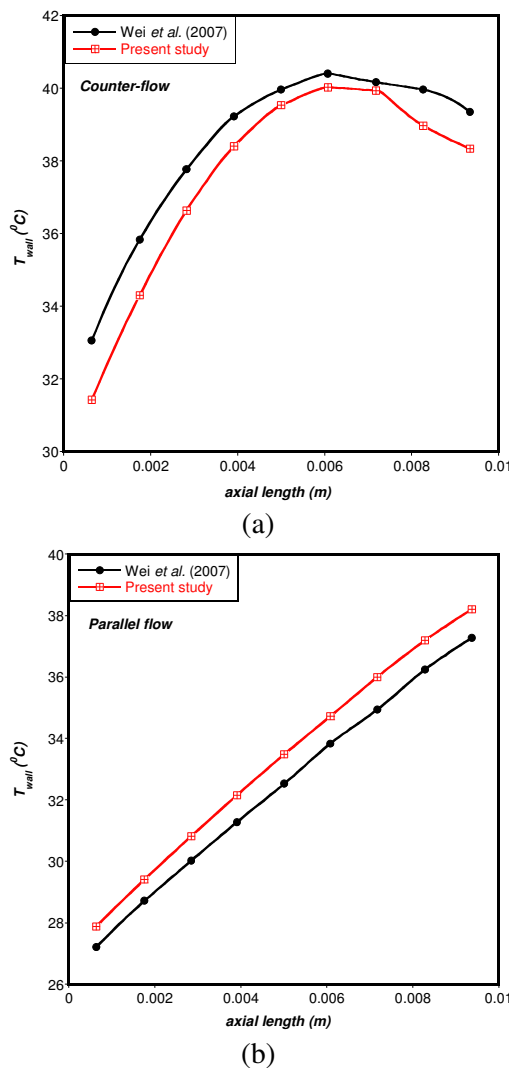 42
Wei et al. (2007)
Present study
40
Counter-flow
38
36
34
32
30
T_wall (⁰C)
0
0.002
0.004
0.006
0.008
0.01
axial length (m)
(a)
40
Wei et al. (2007)
Present study
38
Parallel flow
36
34
32
30
28
26
T_wall (⁰C)
0
0.002
0.004
0.006
0.008
0.01
axial length (m)
(b)